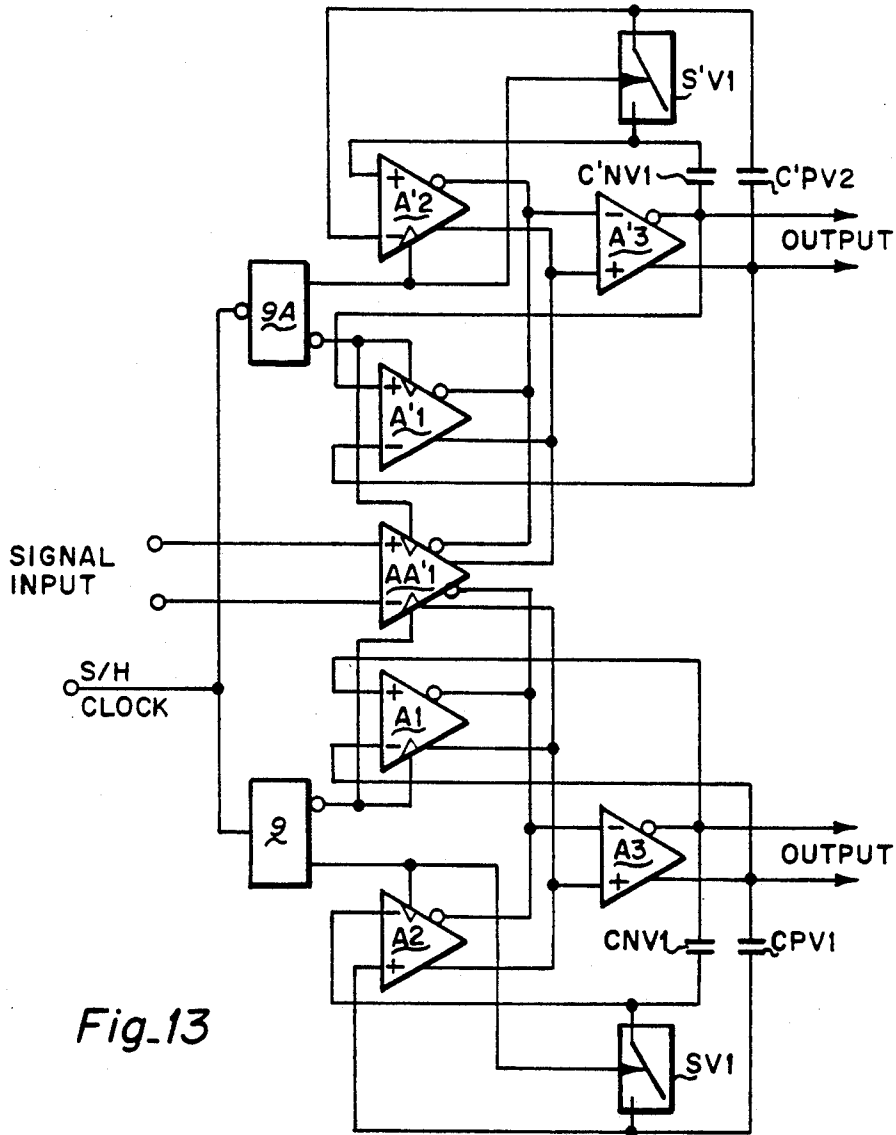 S'V1
C'NV1
C'PV2
+
A'2
-
-
A'3
+
OUTPUT
9A
+
A'1
-
SIGNAL
INPUT
+
AA'1
-
S/H
CLOCK
+
A1
-
9
-
A3
+
OUTPUT
-
A2
+
CNV1
CPV1
SV1
Fig_13